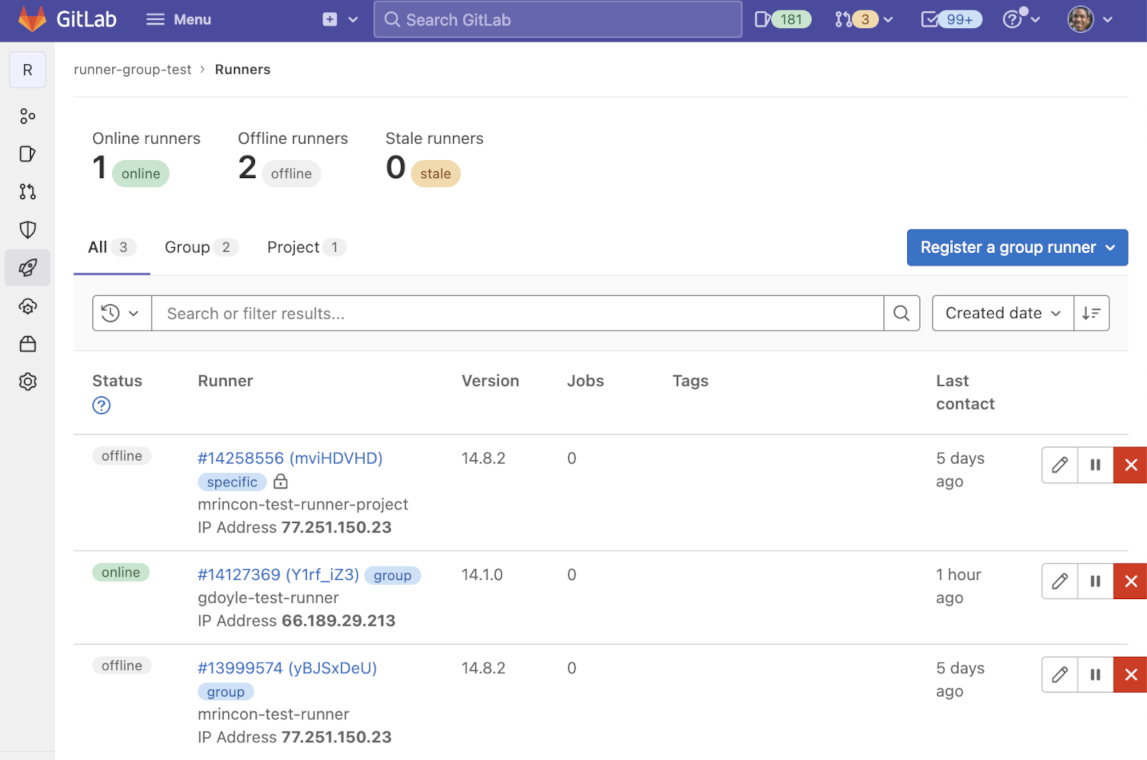 GitLab Menu Search GitLab 181 3 99+
R runner-group-test › Runners
Online runners Offline runners Stale runners
1 online 2 offline 0 stale
All 3 Group 2 Project 1 Register a group runner
Search or filter results... Created date
Status Runner Version Jobs Tags Last contact
offline #14258556 (mviHDVHD) 14.8.2 0 5 days ago
specific
mrincon-test-runner-project
IP Address 77.251.150.23
online #14127369 (Y1rf_iZ3) group 14.1.0 0 1 hour ago
gdoyle-test-runner
IP Address 66.189.29.213
offline #13999574 (yBJSxDeU) 14.8.2 0 5 days ago
group
mrincon-test-runner
IP Address 77.251.150.23